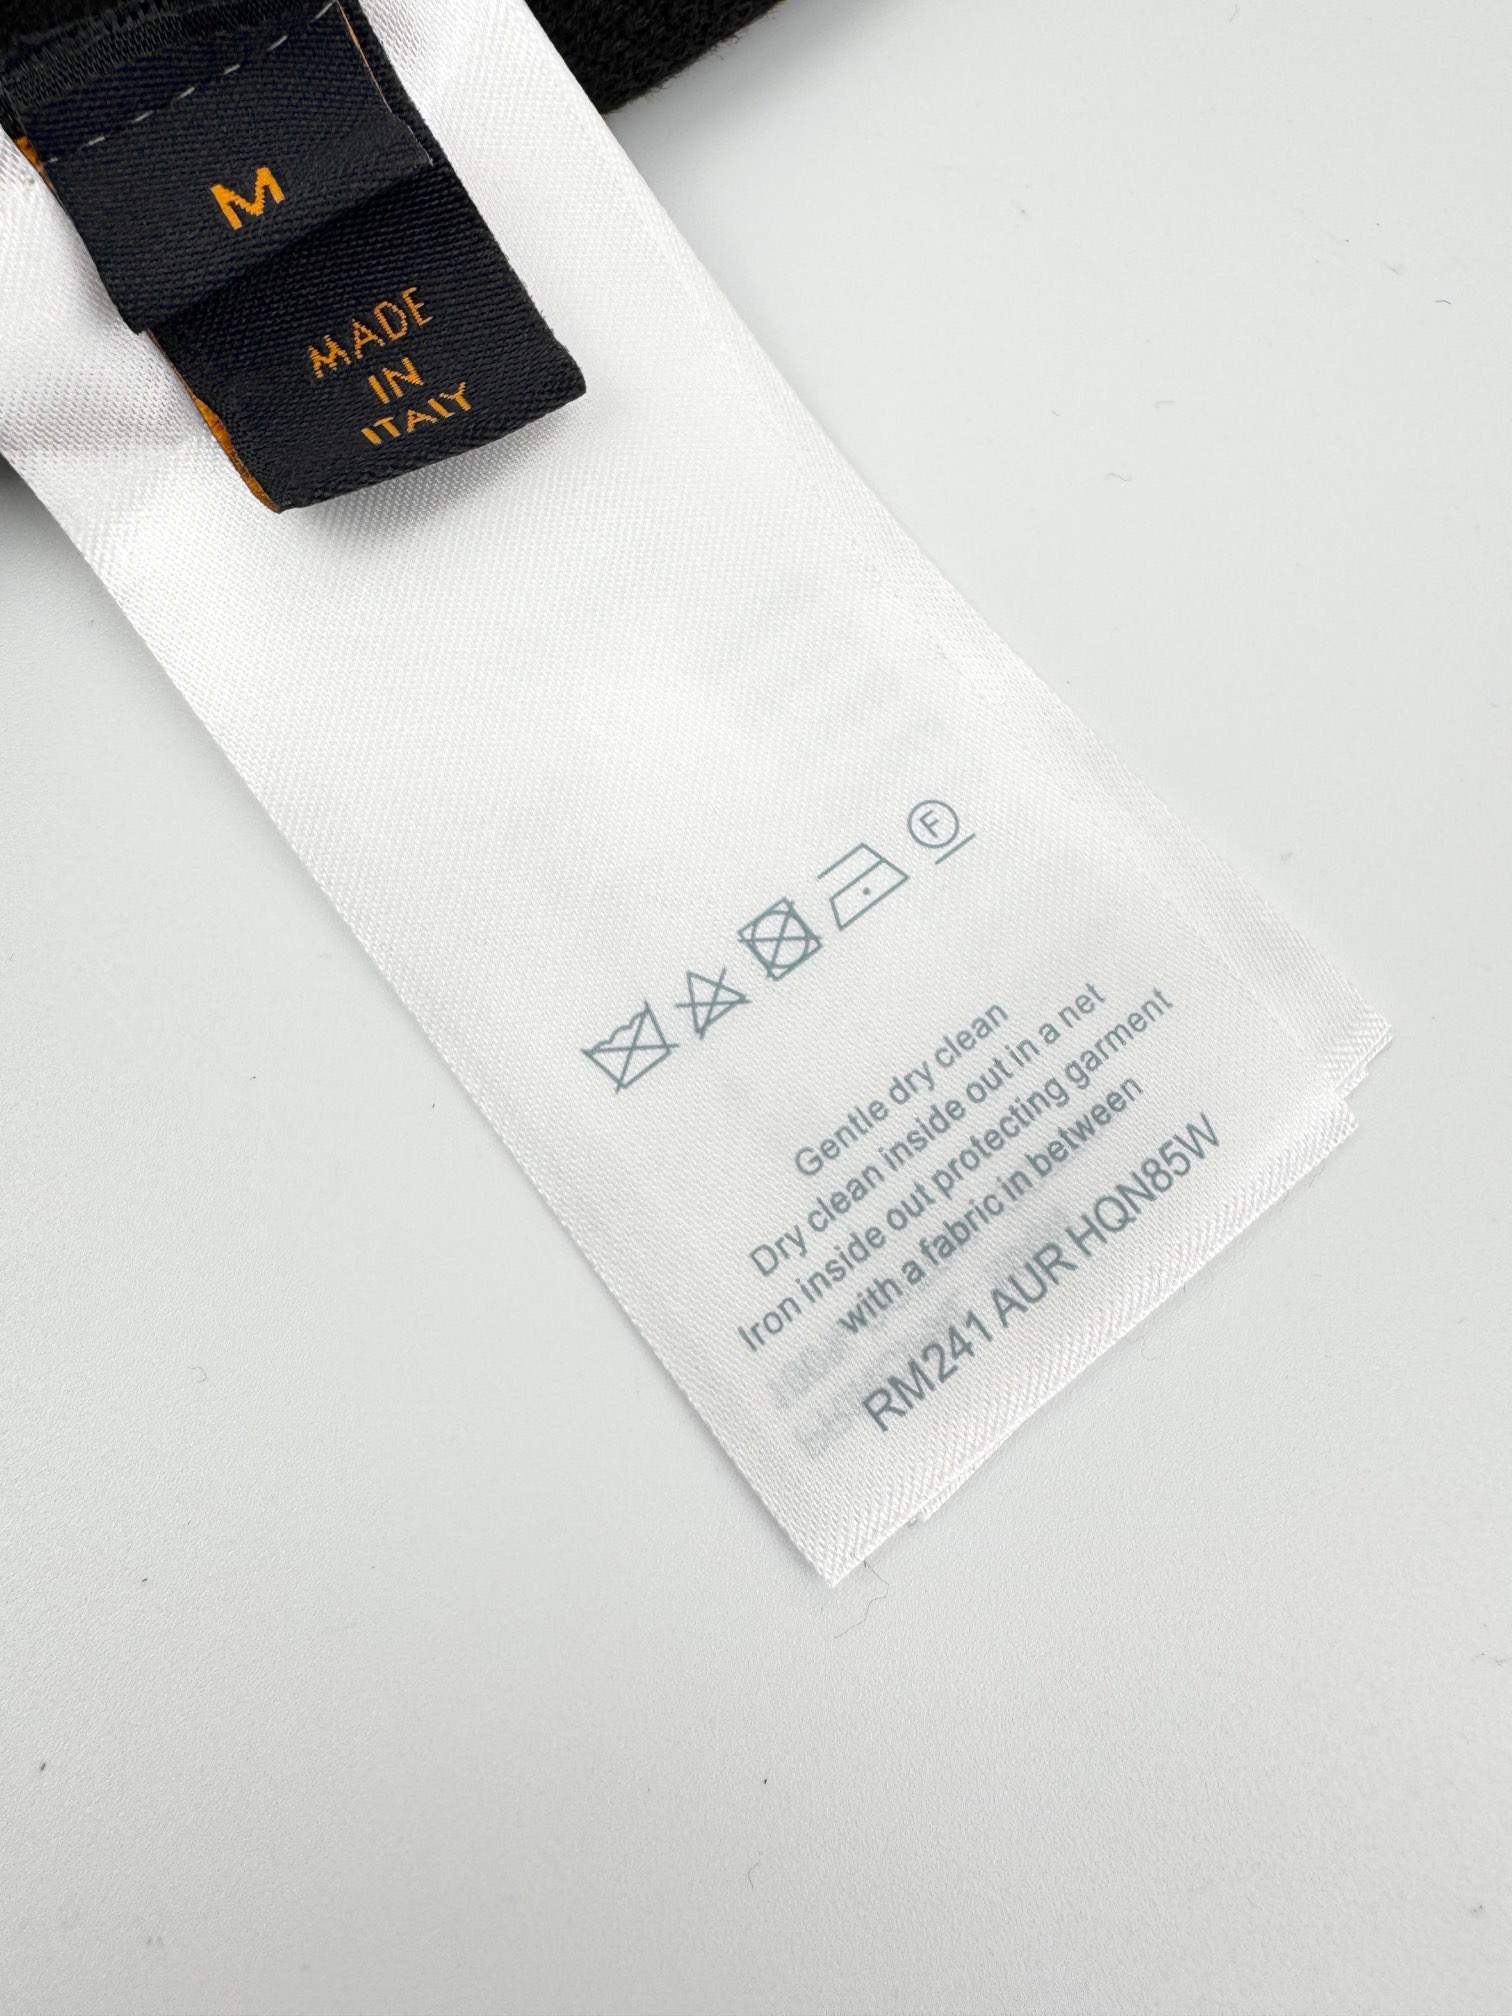 M
MADE
IN
ITALY
F
Gentle dry clean
Dry clean inside out in a net
Iron inside out protecting garment
with a fabric in between
RM241 AUR HQN85W